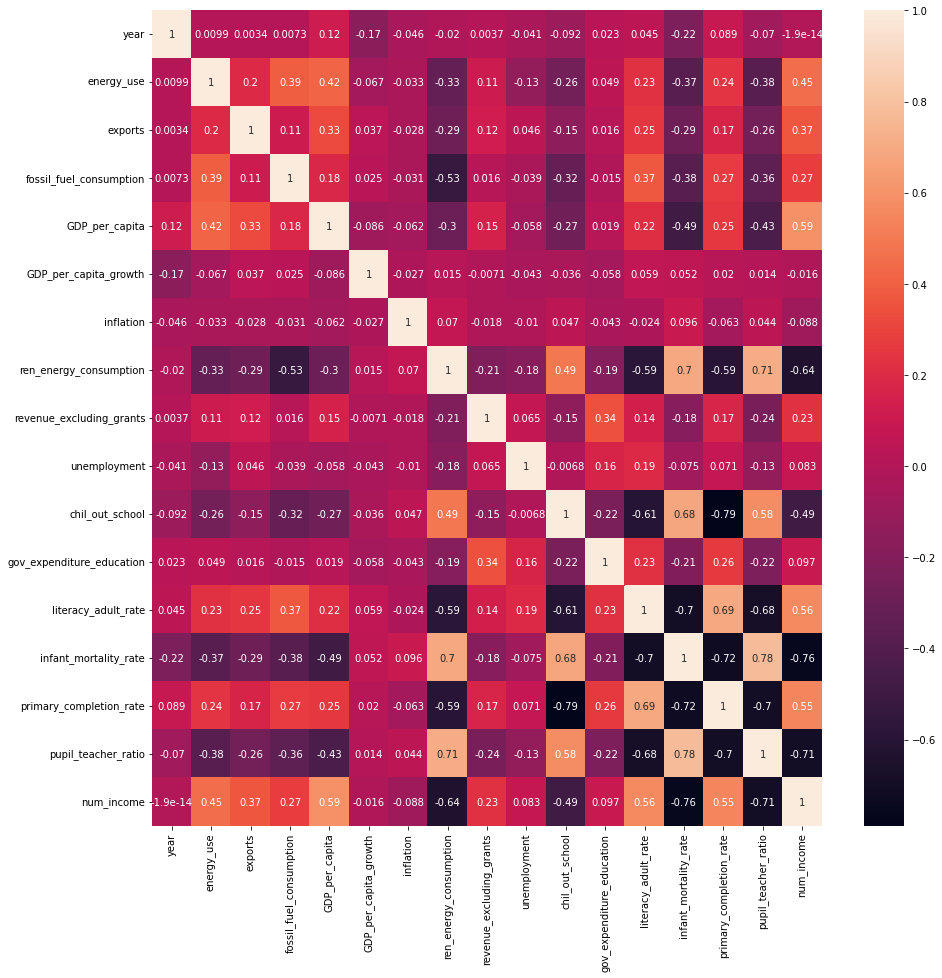 year 1 0.0099 0.0034 0.0073 0.12 -0.17 -0.046 -0.02 0.0037 -0.041 -0.092 0.023 0.045 -0.22 0.089 -0.07 -1.9e-14
energy_use 0.0099 1 0.2 0.39 0.42 -0.067 -0.033 -0.33 0.11 -0.13 -0.26 0.049 0.23 -0.37 0.24 -0.38 0.45
exports 0.0034 0.2 1 0.11 0.33 0.037 -0.028 -0.29 0.12 0.046 -0.15 0.016 0.25 -0.29 0.17 -0.26 0.37
fossil_fuel_consumption 0.0073 0.39 0.11 1 0.18 0.025 -0.031 -0.53 0.016 -0.039 -0.32 -0.015 0.37 -0.38 0.27 -0.36 0.27
GDP_per_capita 0.12 0.42 0.33 0.18 1 -0.086 -0.062 -0.3 0.15 -0.058 -0.27 0.019 0.22 -0.49 0.25 -0.43 0.59
GDP_per_capita_growth -0.17 -0.067 0.037 0.025 -0.086 1 -0.027 0.015 -0.0071 -0.043 -0.036 -0.058 0.059 0.052 0.02 0.014 -0.016
inflation -0.046 -0.033 -0.028 -0.031 -0.062 -0.027 1 0.07 -0.018 -0.01 0.047 -0.043 -0.024 0.096 -0.063 0.044 -0.088
ren_energy_consumption -0.02 -0.33 -0.29 -0.53 -0.3 0.015 0.07 1 -0.21 -0.18 0.49 -0.19 -0.59 0.7 -0.59 0.71 -0.64
revenue_excluding_grants 0.0037 0.11 0.12 0.016 0.15 -0.0071 -0.018 -0.21 1 0.065 -0.15 0.34 0.14 -0.18 0.17 -0.24 0.23
unemployment -0.041 -0.13 0.046 -0.039 -0.058 -0.043 -0.01 -0.18 0.065 1 -0.0068 0.16 0.19 -0.075 0.071 -0.13 0.083
chil_out_school -0.092 -0.26 -0.15 -0.32 -0.27 -0.036 0.047 0.49 -0.15 -0.0068 1 -0.22 -0.61 0.68 -0.79 0.58 -0.49
gov_expenditure_education 0.023 0.049 0.016 -0.015 0.019 -0.058 -0.043 -0.19 0.34 0.16 -0.22 1 0.23 -0.21 0.26 -0.22 0.097
literacy_adult_rate 0.045 0.23 0.25 0.37 0.22 0.059 -0.024 -0.59 0.14 0.19 -0.61 0.23 1 -0.7 0.69 -0.68 0.56
infant_mortality_rate -0.22 -0.37 -0.29 -0.38 -0.49 0.052 0.096 0.7 -0.18 -0.075 0.68 -0.21 -0.7 1 -0.72 0.78 -0.76
primary_completion_rate 0.089 0.24 0.17 0.27 0.25 0.02 -0.063 -0.59 0.17 0.071 -0.79 0.26 0.69 -0.72 1 -0.7 0.55
pupil_teacher_ratio -0.07 -0.38 -0.26 -0.36 -0.43 0.014 0.044 0.71 -0.24 -0.13 0.58 -0.22 -0.68 0.78 -0.7 1 -0.71
num_income -1.9e-14 0.45 0.37 0.27 0.59 -0.016 -0.088 -0.64 0.23 0.083 -0.49 0.097 0.56 -0.76 0.55 -0.71 1
year
energy_use
exports
fossil_fuel_consumption
GDP_per_capita
GDP_per_capita_growth
inflation
ren_energy_consumption
revenue_excluding_grants
unemployment
chil_out_school
gov_expenditure_education
literacy_adult_rate
infant_mortality_rate
primary_completion_rate
pupil_teacher_ratio
num_income
1.0
0.8
0.6
0.4
0.2
0.0
-0.2
-0.4
-0.6